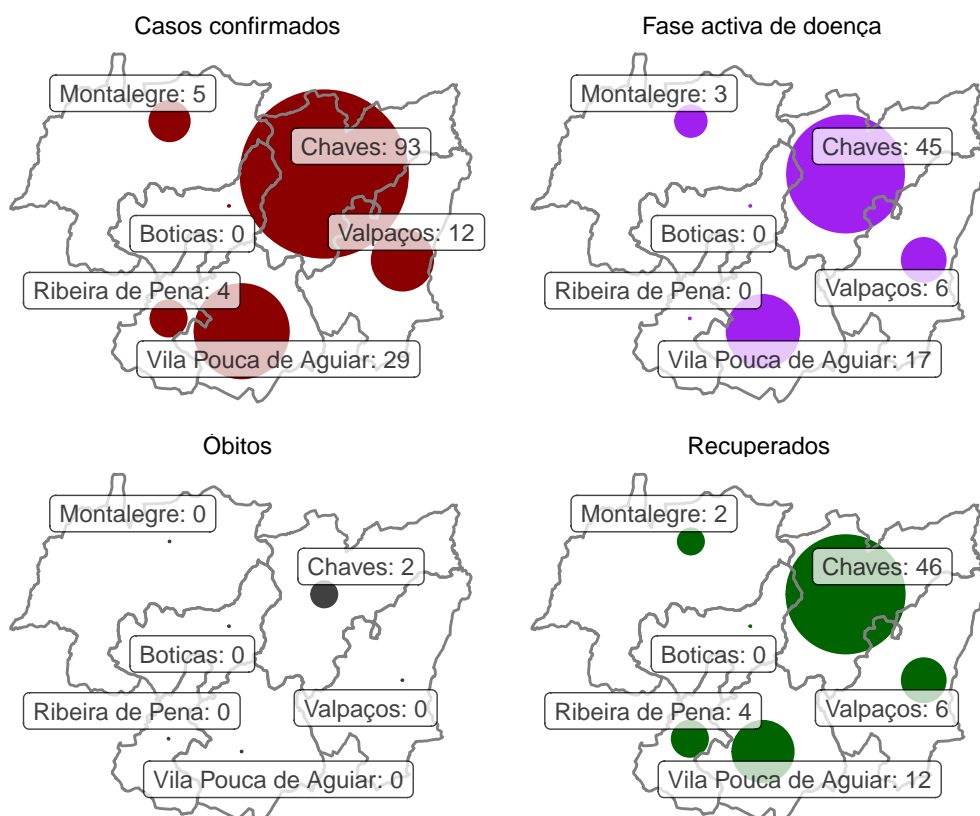 Casos confirmados
Montalegre: 5
Chaves: 93
Boticas: 0
Valpaços: 12
Ribeira de Pena: 4
Vila Pouca de Aguiar: 29
Fase activa de doença
Montalegre: 3
Chaves: 45
Boticas: 0
Valpaços: 6
Ribeira de Pena: 0
Vila Pouca de Aguiar: 17
Óbitos
Montalegre: 0
Chaves: 2
Boticas: 0
Ribeira de Pena: 0
Valpaços: 0
Vila Pouca de Aguiar: 0
Recuperados
Montalegre: 2
Chaves: 46
Boticas: 0
Ribeira de Pena: 4
Valpaços: 6
Vila Pouca de Aguiar: 12